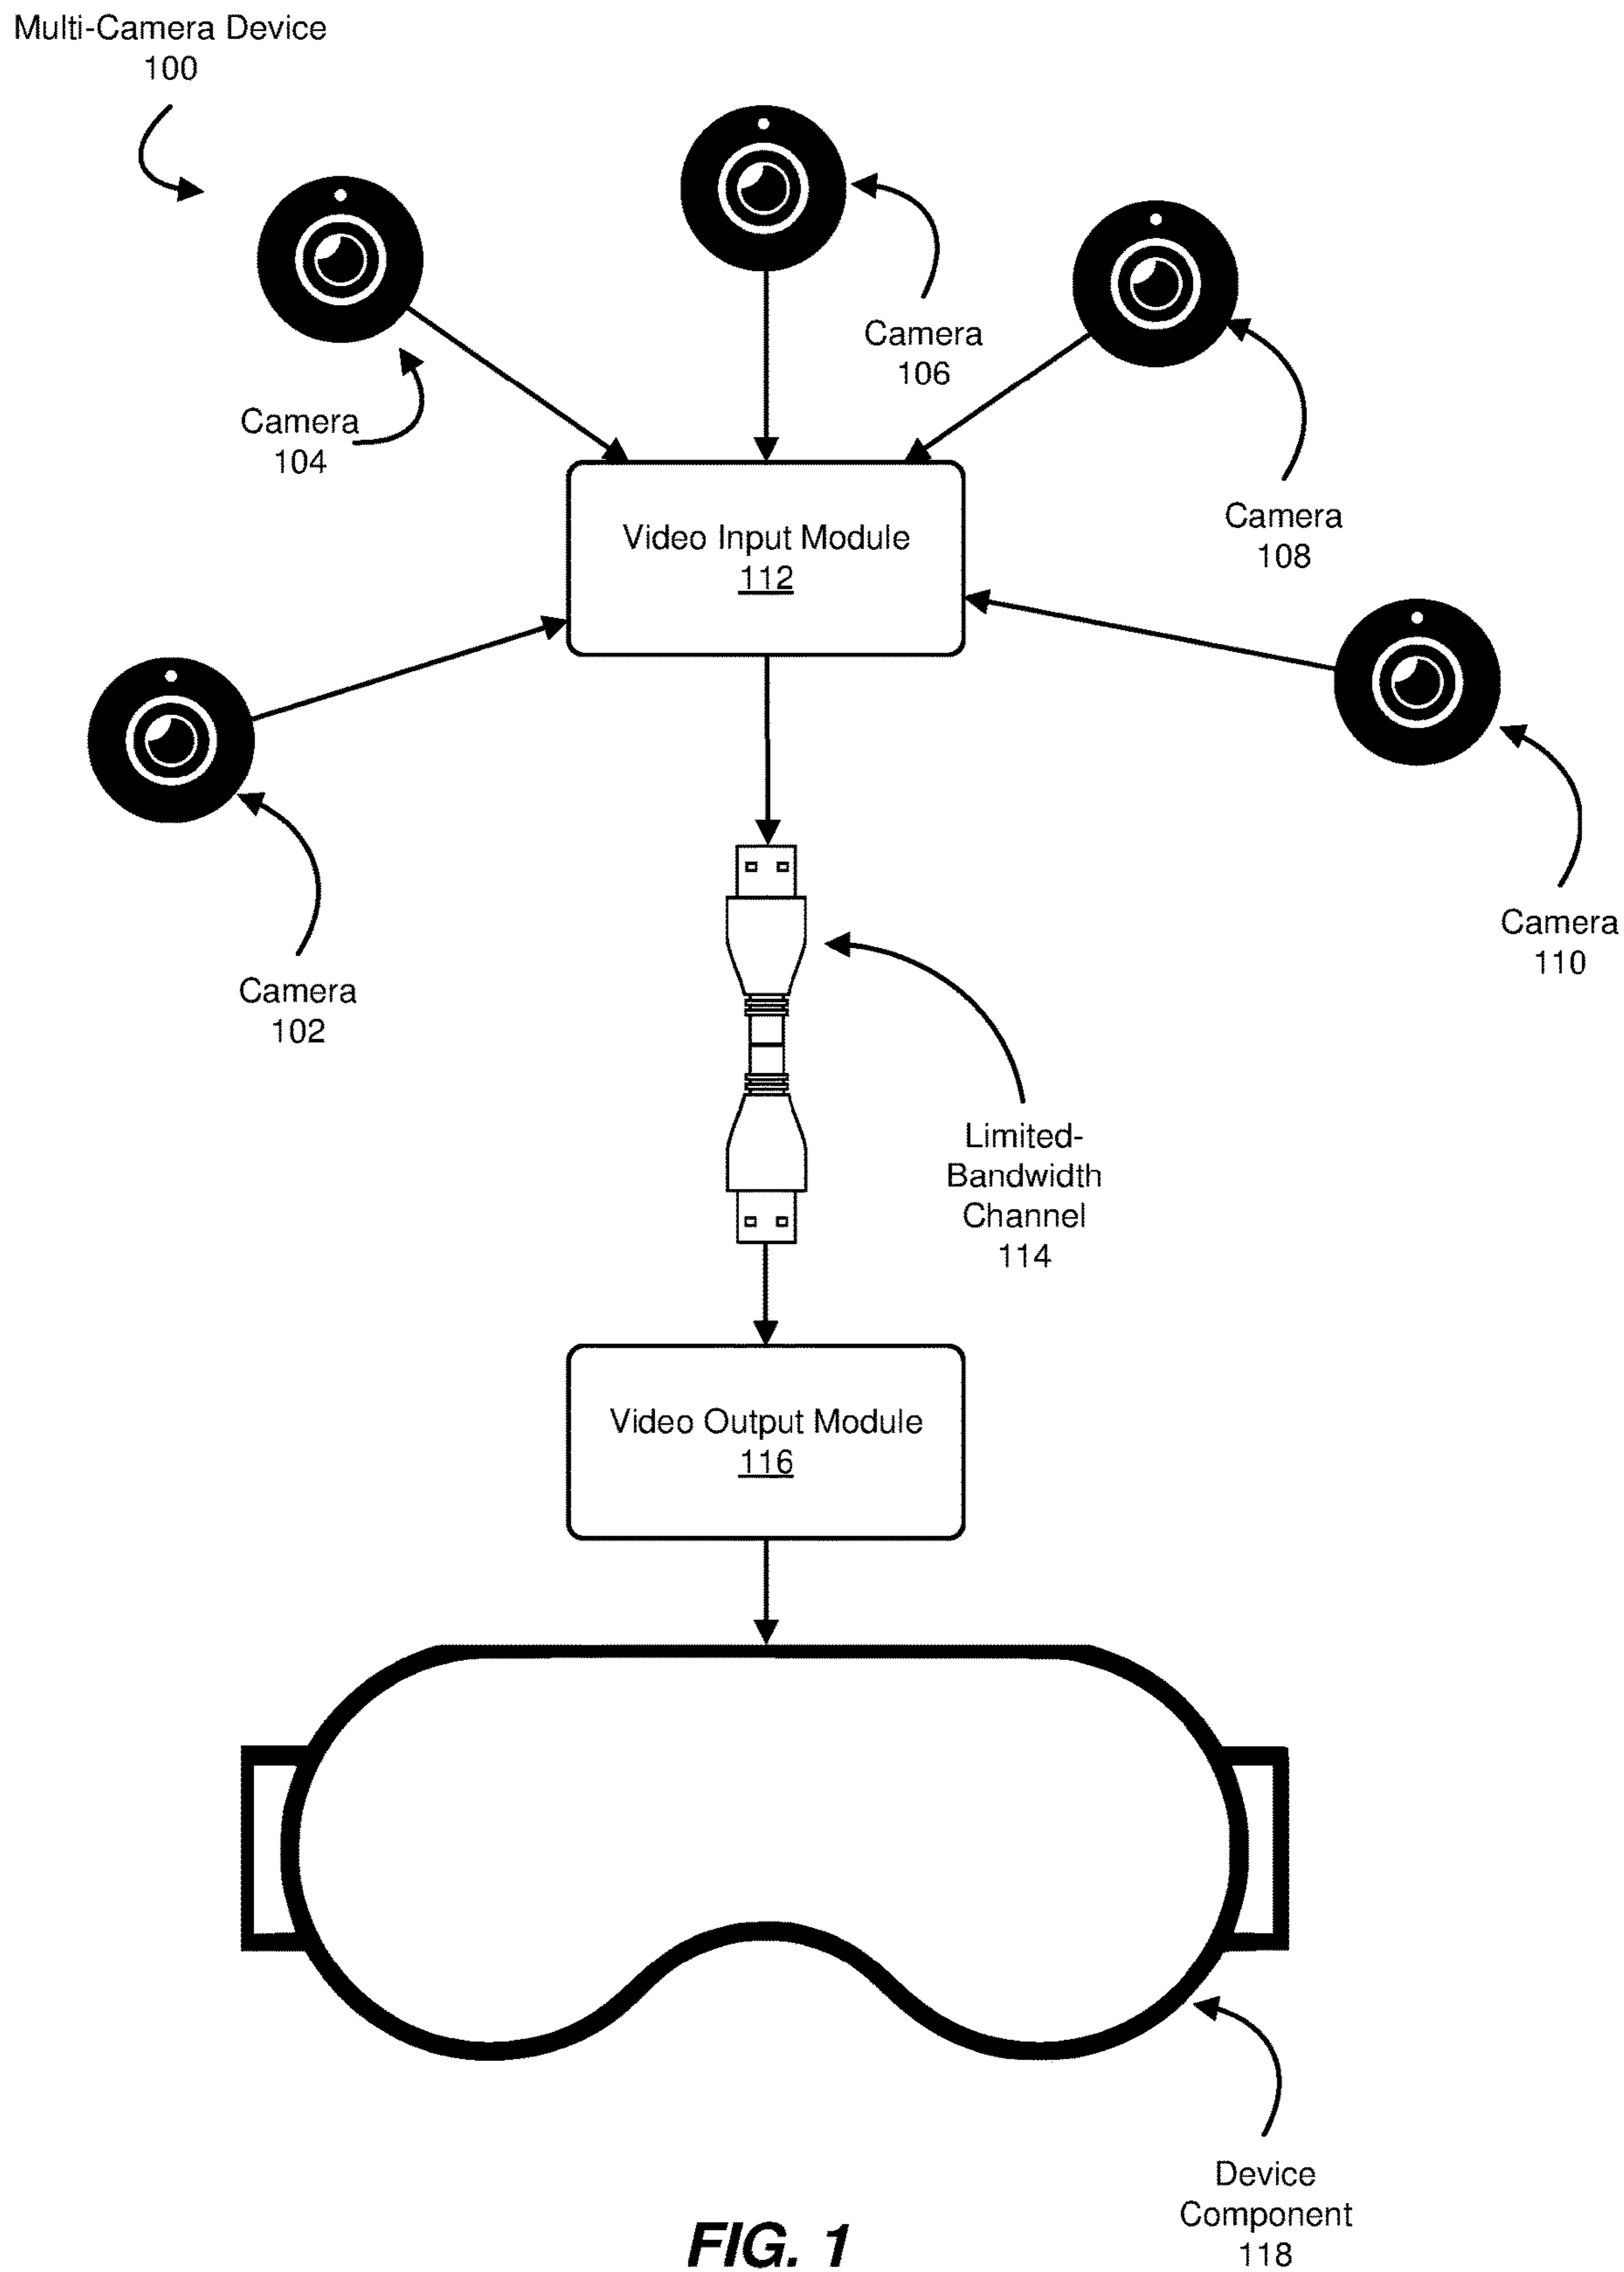 Multi-Camera Device
100
Camera
106
Camera
104
Camera
108
Video Input Module
112
Camera
110
Camera
102
Limited-
Bandwidth
Channel
114
Video Output Module
116
Device
Component
118
FIG. 1